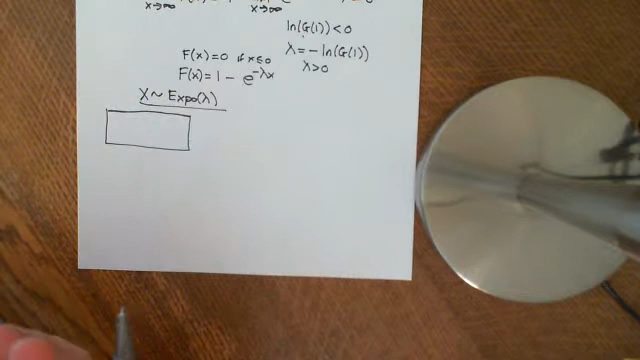 x→∞ x→∞
ln(G(1)) < 0
F(x) = 0 if x ≤ 0 λ = − ln(G(1))
F(x) = 1 − e^{−λx} λ > 0
X ~ Expo(λ)